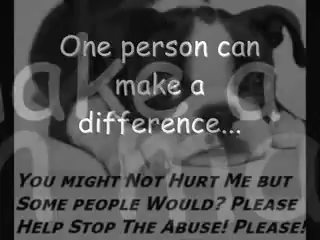 One person can
make a
difference...
YOU MIGHT NOT HURT ME BUT
SOME PEOPLE WOULD? PLEASE
HELP STOP THE ABUSE! PLEASE!